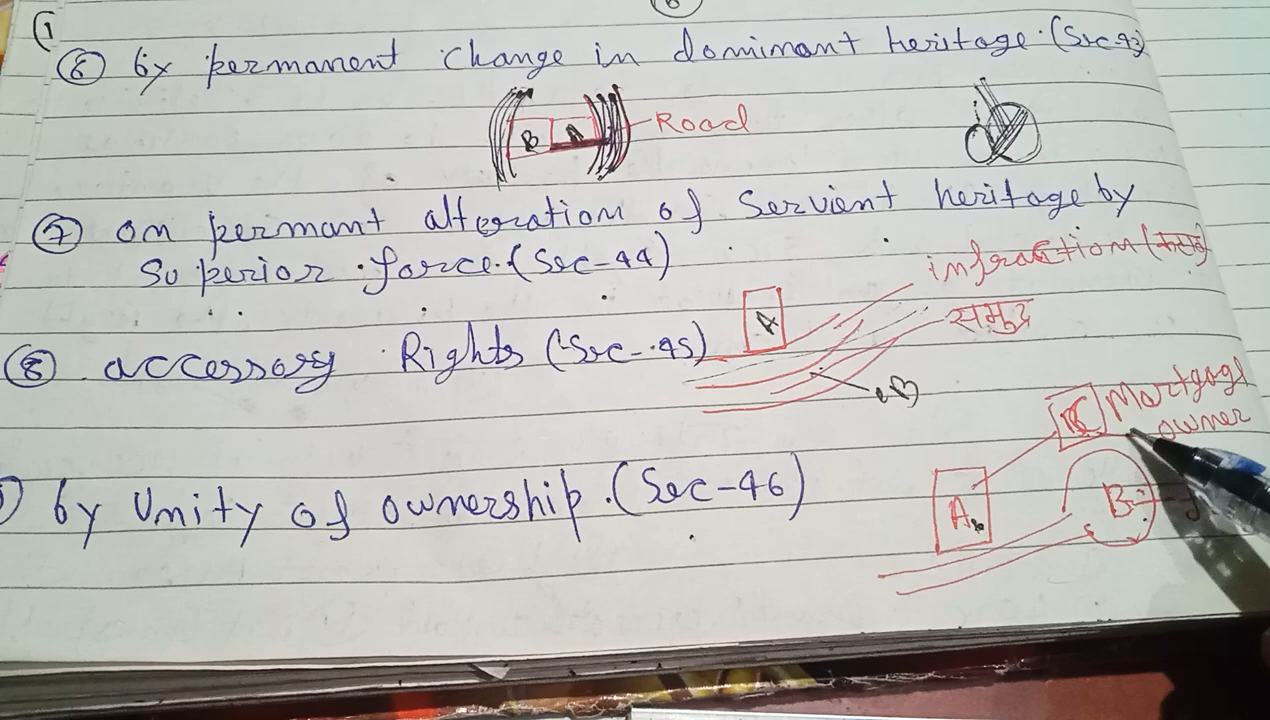 (1
6
⑥ by permanent change in dominant heritage. (Sec-43)
B A Road
⑦ on permant alteration of Servient heritage by
Superior force. (Sec-44)
infraction (
A
समुद्र
⑧ accessory Rights (Sec-45)
B
Mortgage
owner
by Unity of ownership. (Sec-46)
A B